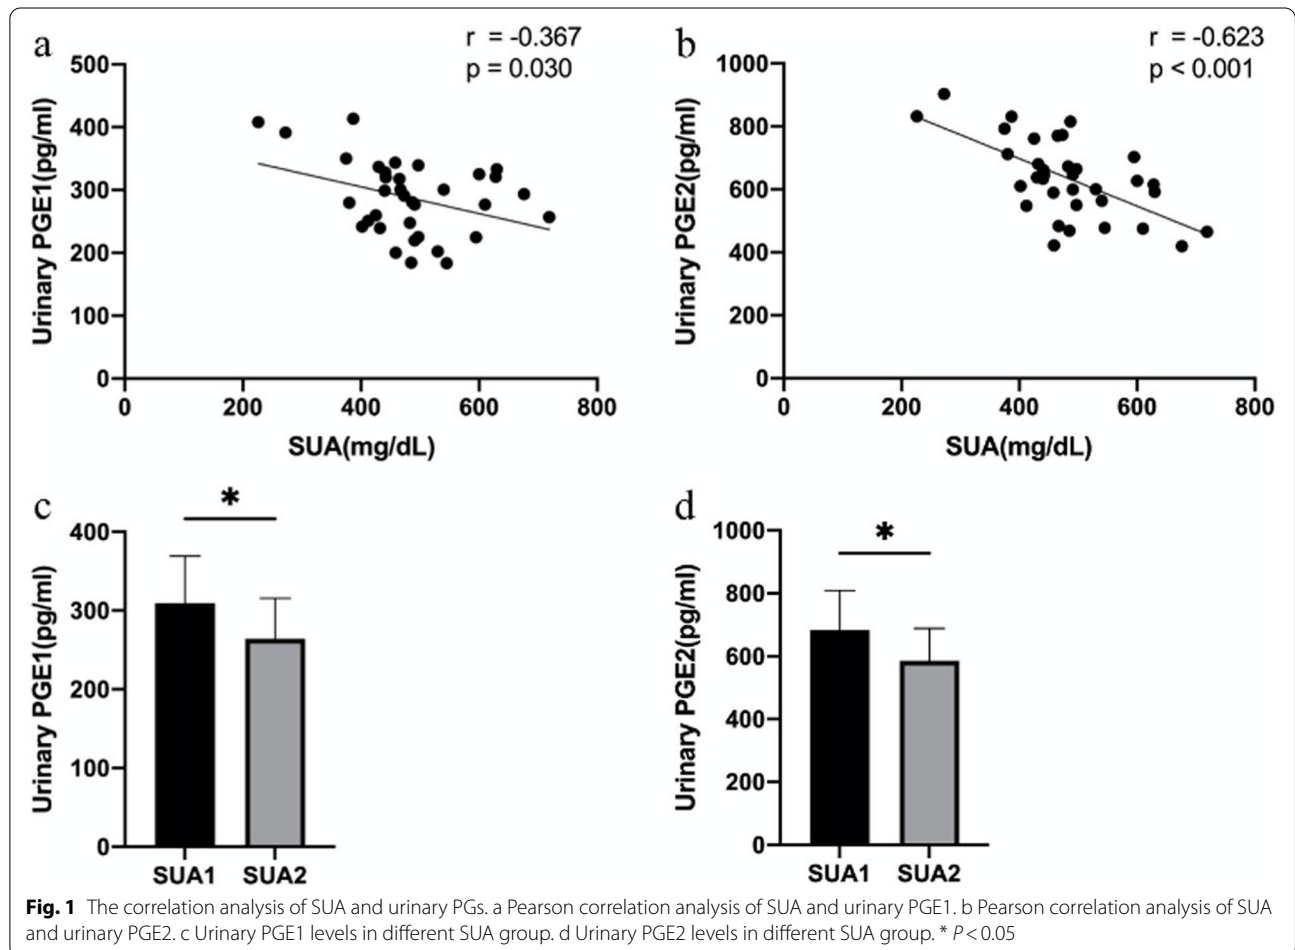 a
r = -0.367
p = 0.030
500
400
300
200
100
0
Urinary PGE1(pg/ml)
0 200 400 600 800
SUA(mg/dL)
b
r = -0.623
p < 0.001
1000
800
600
400
200
0
Urinary PGE2(pg/ml)
0 200 400 600 800
SUA(mg/dL)
c
*
400
300
200
100
0
Urinary PGE1(pg/ml)
SUA1 SUA2
d
*
1000
800
600
400
200
0
Urinary PGE2(pg/ml)
SUA1 SUA2
Fig. 1 The correlation analysis of SUA and urinary PGs. a Pearson correlation analysis of SUA and urinary PGE1. b Pearson correlation analysis of SUA
and urinary PGE2. c Urinary PGE1 levels in different SUA group. d Urinary PGE2 levels in different SUA group. * P < 0.05